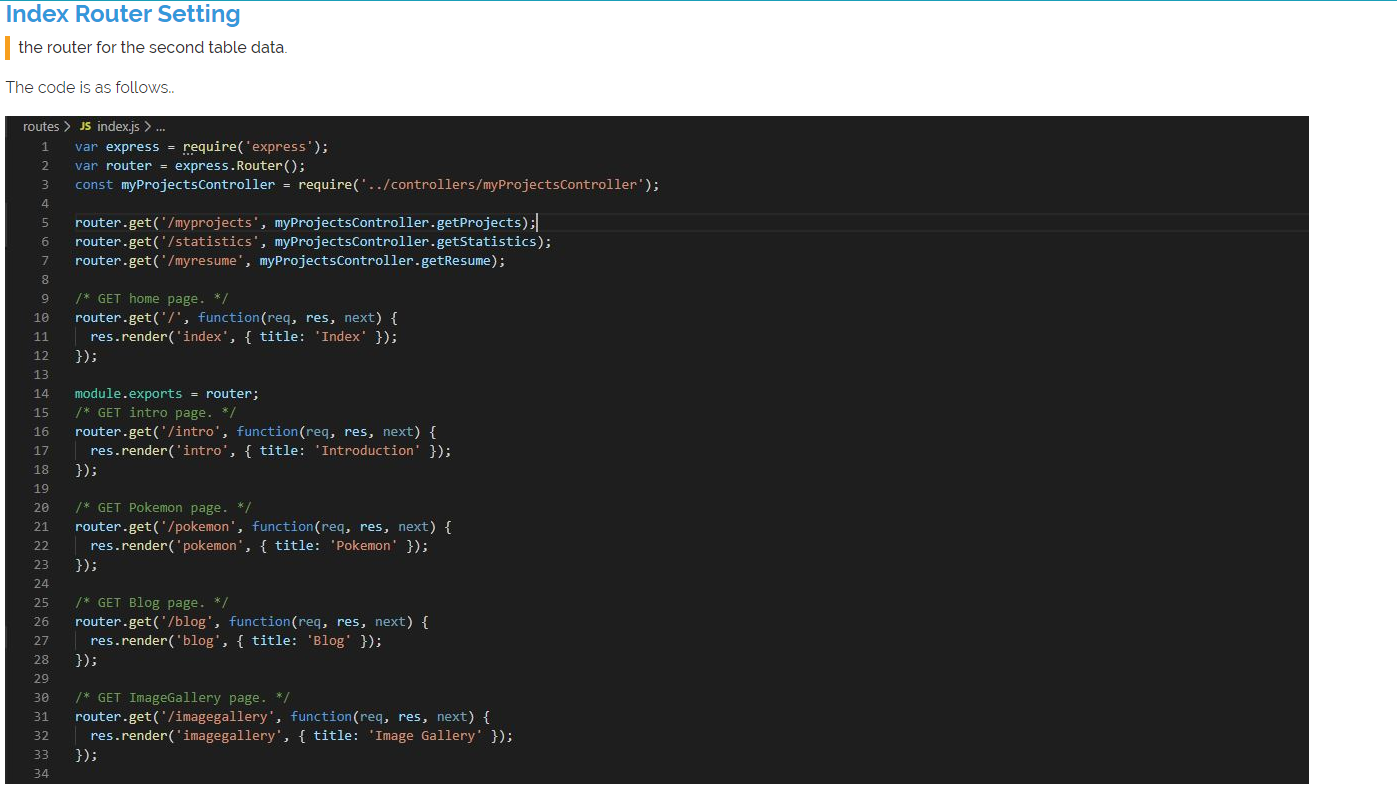 Index Router Setting
the router for the second table data.
The code is as follows..
routes > JS index.js > ...
1 var express = require('express');
2 var router = express.Router();
3 const myProjectsController = require('../controllers/myProjectsController');
4
5 router.get('/myprojects', myProjectsController.getProjects);
6 router.get('/statistics', myProjectsController.getStatistics);
7 router.get('/myresume', myProjectsController.getResume);
8
9 /* GET home page. */
10 router.get('/', function(req, res, next) {
11   res.render('index', { title: 'Index' });
12 });
13
14 module.exports = router;
15 /* GET intro page. */
16 router.get('/intro', function(req, res, next) {
17   res.render('intro', { title: 'Introduction' });
18 });
19
20 /* GET Pokemon page. */
21 router.get('/pokemon', function(req, res, next) {
22   res.render('pokemon', { title: 'Pokemon' });
23 });
24
25 /* GET Blog page. */
26 router.get('/blog', function(req, res, next) {
27   res.render('blog', { title: 'Blog' });
28 });
29
30 /* GET ImageGallery page. */
31 router.get('/imagegallery', function(req, res, next) {
32   res.render('imagegallery', { title: 'Image Gallery' });
33 });
34